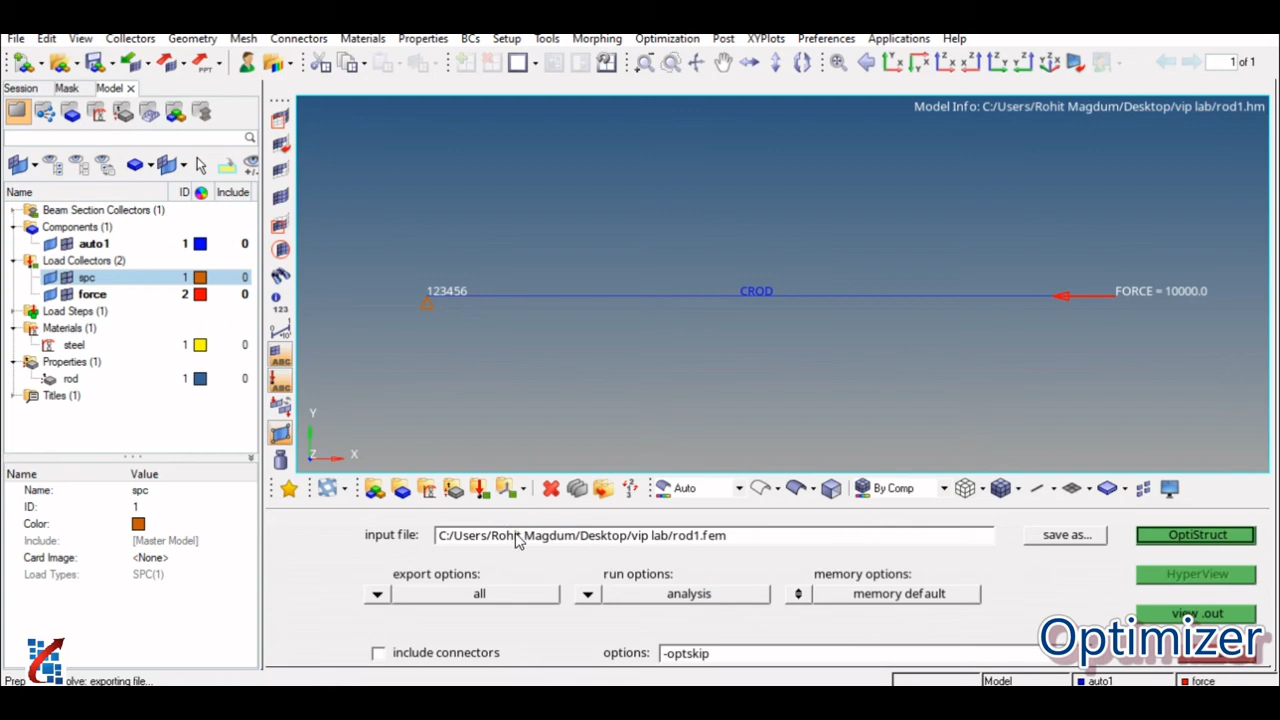 File Edit View Collectors Geometry Mesh Connectors Materials Properties BCs Setup Tools Morphing Optimization Post XYPlots Preferences Applications Help
1 of 1
Session Mask Model
Model Info: C:/Users/Rohit Magdum/Desktop/vip lab/rod1.hm
Name ID Include
Beam Section Collectors (1)
Components (1)
auto1 1 0
Load Collectors (2)
spc 1 0
force 2 0
Load Steps (1)
Materials (1)
steel 1 0
Properties (1)
rod 1 0
Titles (1)
123456 CROD FORCE = 10000.0
123
ABC
ABC
Y
Z X
Name Value
Name: spc
ID: 1
Color:
Include: [Master Model]
Card Image: <None>
Load Types: SPC(1)
Auto By Comp
input file: C:/Users/Rohit Magdum/Desktop/vip lab/rod1.fem save as... OptiStruct
export options: run options: memory options: HyperView
all analysis memory default
view .out
Optimizer
include connectors options: -optskip
olve: exporting file... Model auto1 force